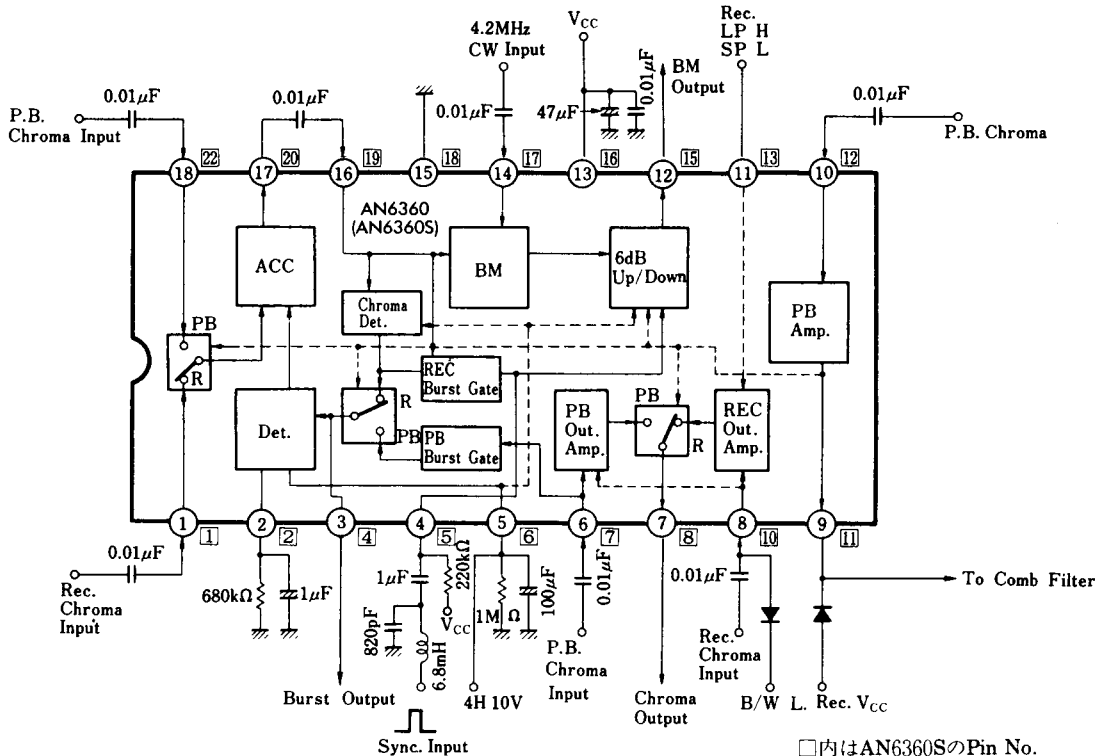 4.2MHz
CW Input
VCC
Rec.
LP H
SP L
0.01μF
P.B.
Chroma Input
0.01μF
0.01μF
47μF
0.01μF
BM
Output
0.01μF
P.B. Chroma
22
20
19
18
17
16
15
13
12
18
17
16
15
14
13
12
11
10
AN6360
(AN6360S)
ACC
BM
6dB
Up/Down
Chroma
Det.
PB
Amp.
PB
R
REC
Burst Gate
R
PB
PB
Burst Gate
Det.
PB
Out.
Amp.
PB
R
REC
Out.
Amp.
1
2
3
4
5
6
7
8
9
1
2
4
5
6
7
8
10
11
0.01μF
Rec.
Chroma
Input
680kΩ
1μF
1μF
220kΩ
VCC
820pF
6.8mH
1MΩ
100μF
0.01μF
0.01μF
To Comb Filter
Burst Output
Sync. Input
4H 10V
P.B.
Chroma
Input
Chroma
Output
Rec.
Chroma
Input
B/W L. Rec. VCC
□内はAN6360SのPin No.